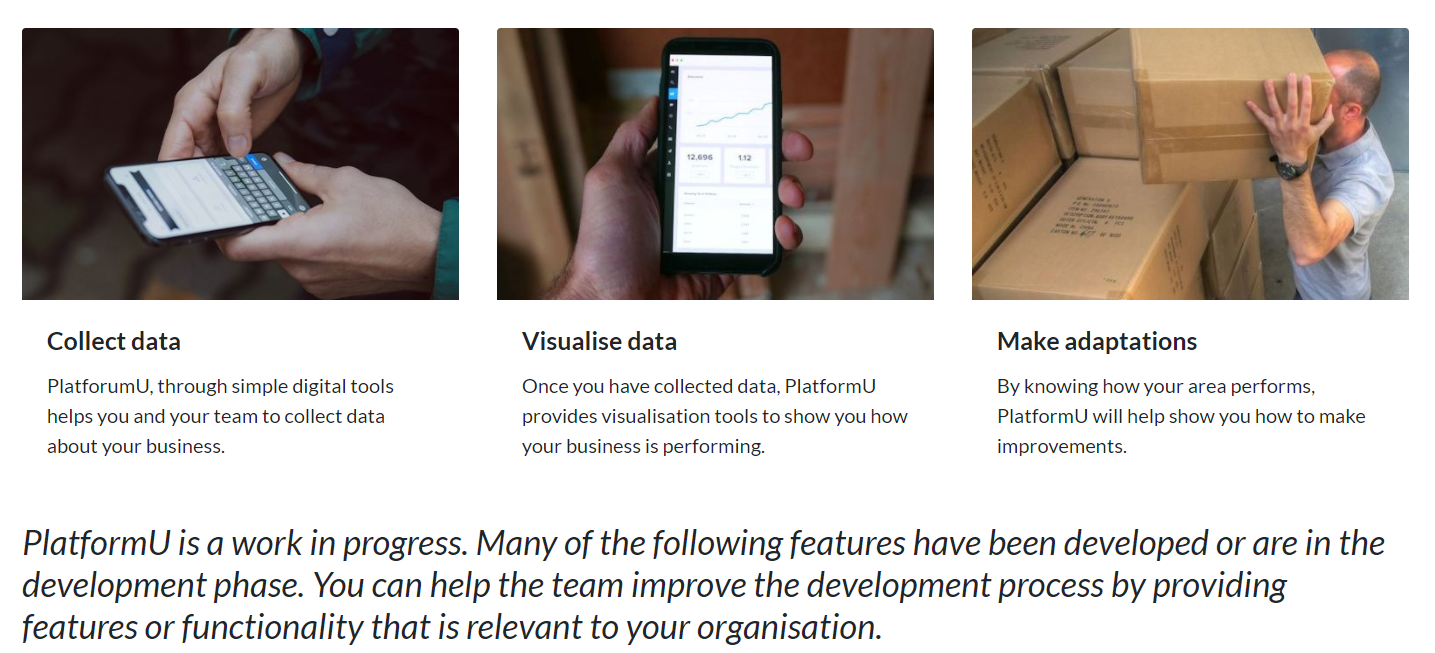 12,696
1.12
Collect data
PlatforumU, through simple digital tools
helps you and your team to collect data
about your business.
Visualise data
Once you have collected data, PlatformU
provides visualisation tools to show you how
your business is performing.
Make adaptations
By knowing how your area performs,
PlatformU will help show you how to make
improvements.
PlatformU is a work in progress. Many of the following features have been developed or are in the
development phase. You can help the team improve the development process by providing
features or functionality that is relevant to your organisation.